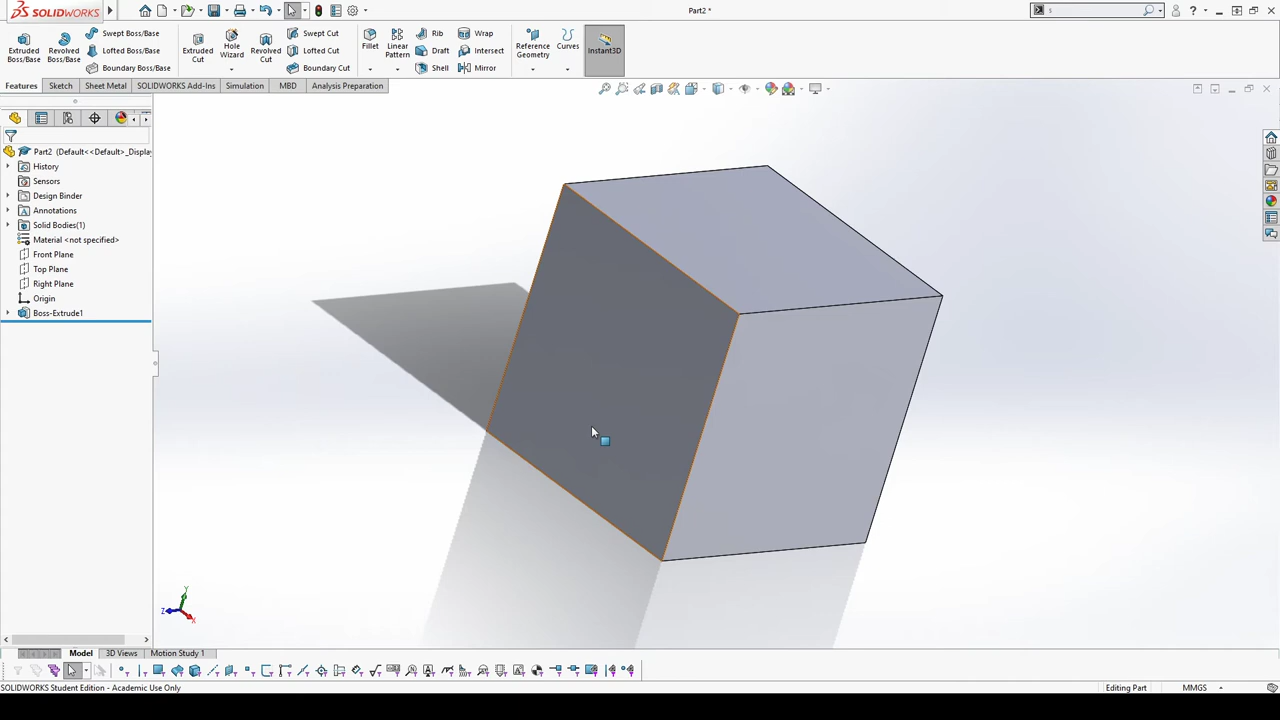 SOLIDWORKS
Part2 *
s
Extruded Boss/Base
Revolved Boss/Base
Swept Boss/Base
Lofted Boss/Base
Boundary Boss/Base
Extruded Cut
Hole Wizard
Revolved Cut
Swept Cut
Lofted Cut
Boundary Cut
Fillet
Linear Pattern
Rib
Draft
Shell
Wrap
Intersect
Mirror
Reference Geometry
Curves
Instant3D
Features
Sketch
Sheet Metal
SOLIDWORKS Add-Ins
Simulation
MBD
Analysis Preparation
Part2 (Default<<Default>_Displa
History
Sensors
Design Binder
Annotations
Solid Bodies(1)
Material <not specified>
Front Plane
Top Plane
Right Plane
Origin
Boss-Extrude1
Y
Z
X
Model
3D Views
Motion Study 1
SOLIDWORKS Student Edition - Academic Use Only
Editing Part
MMGS